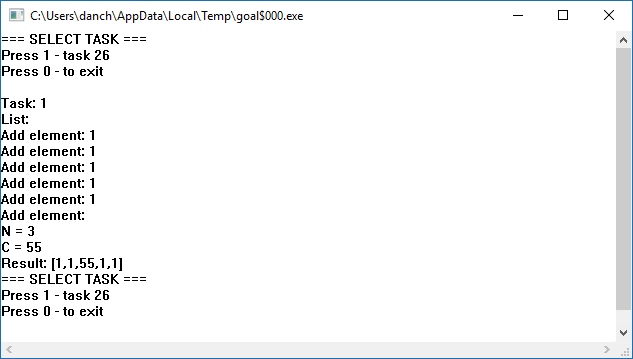 C:\Users\danch\AppData\Local\Temp\goal$000.exe
=== SELECT TASK ===
Press 1 - task 26
Press 0 - to exit
Task: 1
List:
Add element: 1
Add element: 1
Add element: 1
Add element: 1
Add element: 1
Add element:
N = 3
C = 55
Result: [1,1,55,1,1]
=== SELECT TASK ===
Press 1 - task 26
Press 0 - to exit